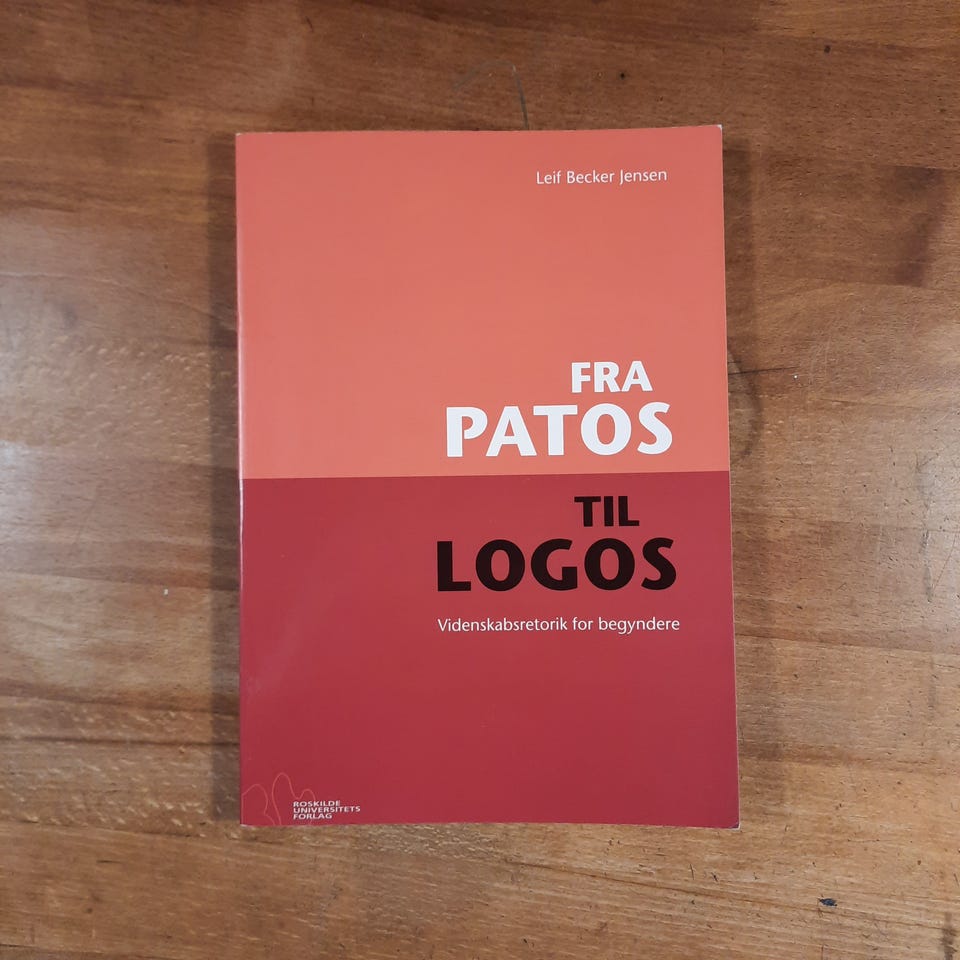 Leif Becker Jensen
FRA
PATOS
TIL
LOGOS
Videnskabsretorik for begyndere
ROSKILDE
UNIVERSITETS
FORLAG